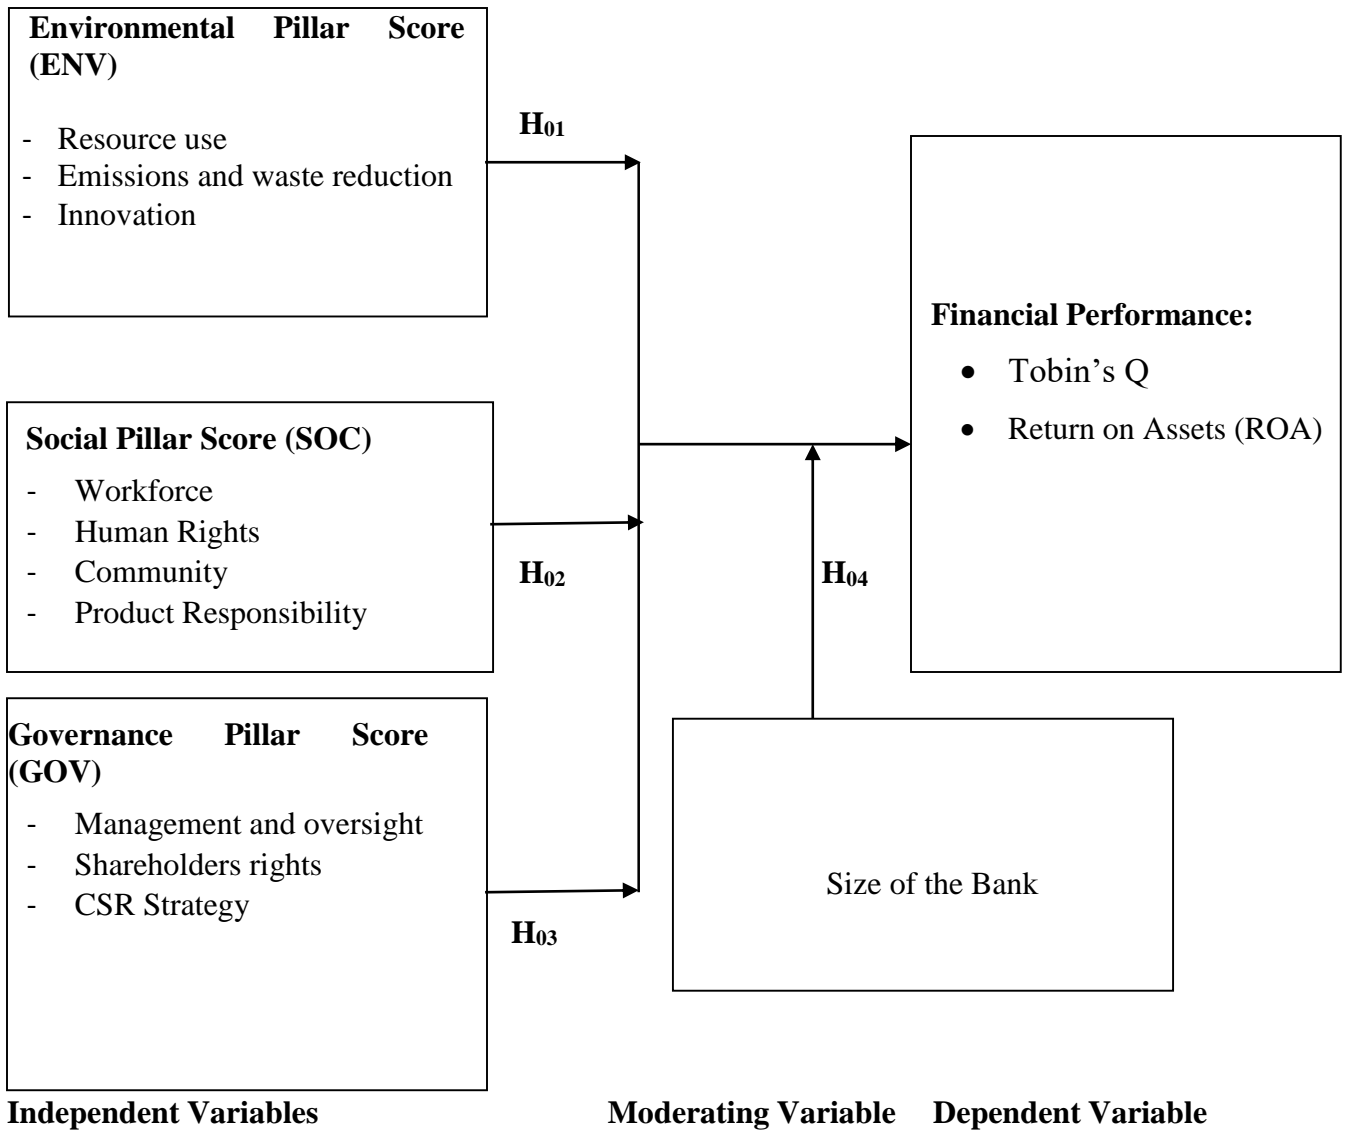 Environmental Pillar Score
(ENV)
- Resource use
- Emissions and waste reduction
- Innovation
H01
Social Pillar Score (SOC)
- Workforce
- Human Rights
- Community
- Product Responsibility
H02
Governance Pillar Score
(GOV)
- Management and oversight
- Shareholders rights
- CSR Strategy
H03
Financial Performance:
• Tobin’s Q
• Return on Assets (ROA)
H04
Size of the Bank
Independent Variables Moderating Variable Dependent Variable